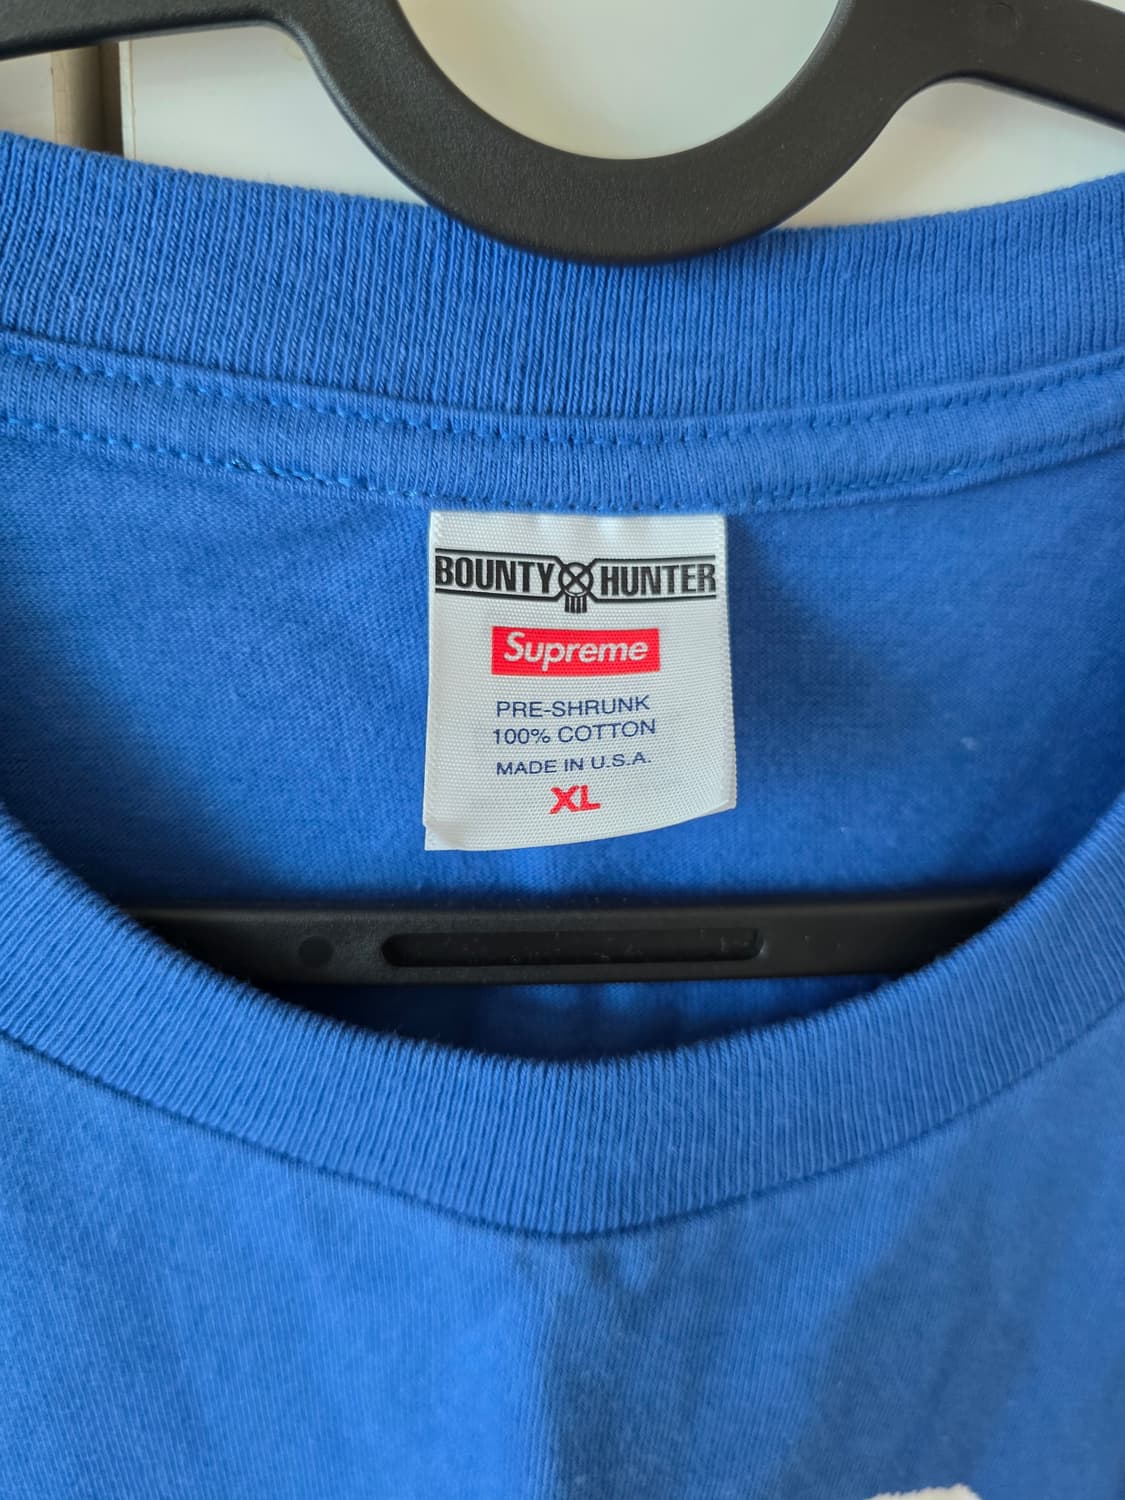 BOUNTY HUNTER
Supreme
PRE-SHRUNK
100% COTTON
MADE IN U.S.A.
XL